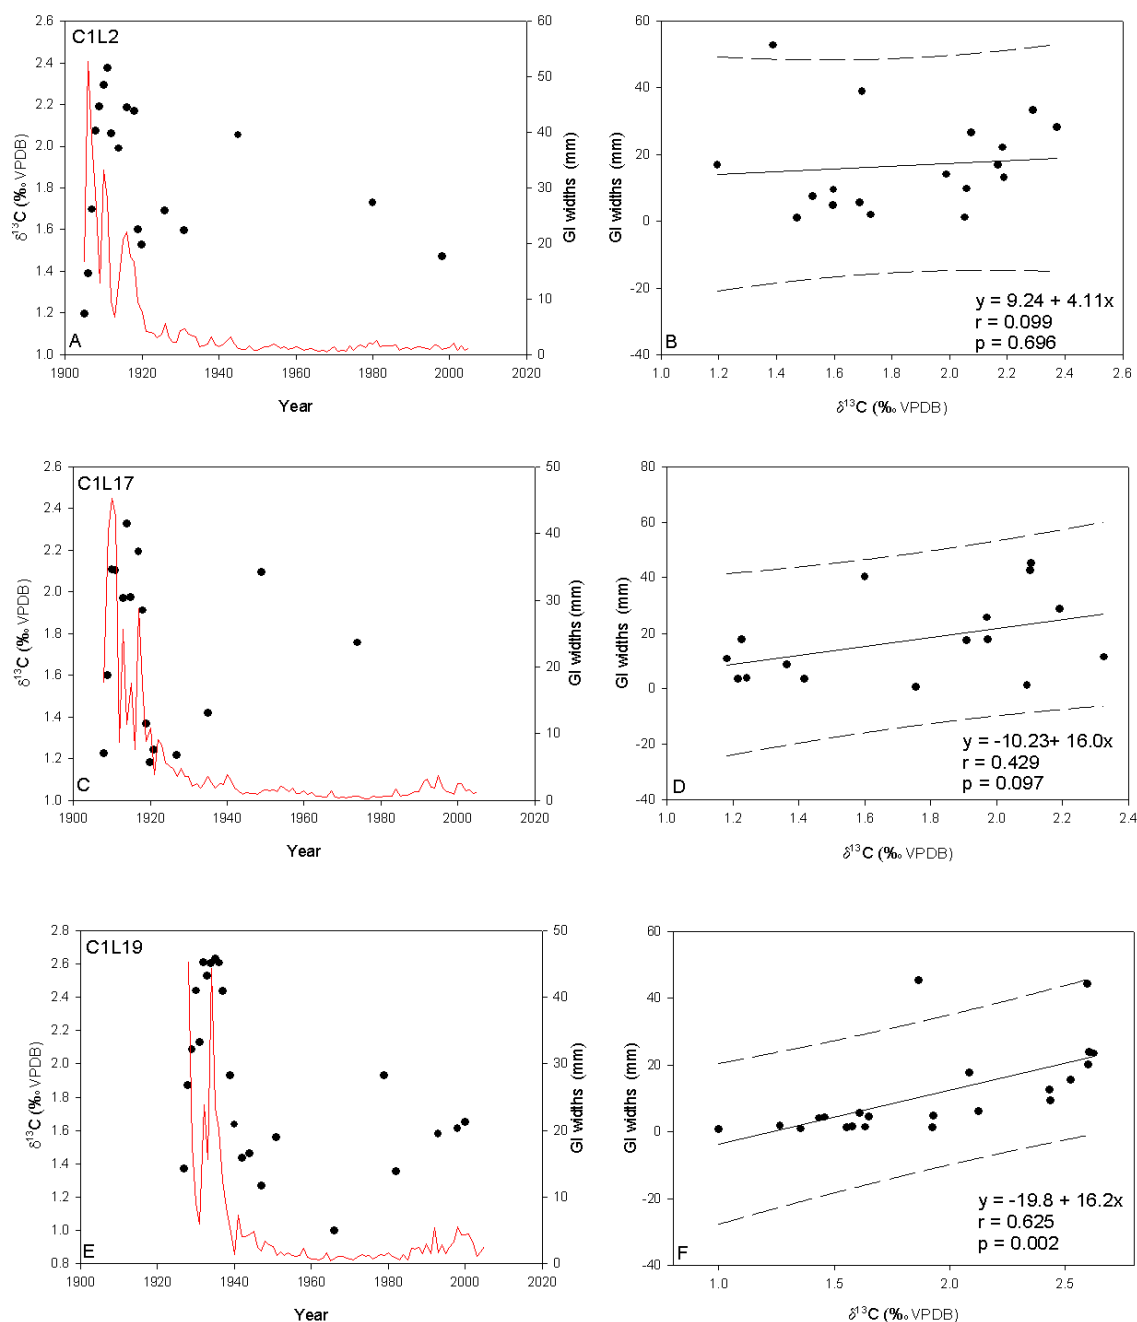 C1L2
2.6
2.4
2.2
2.0
1.8
1.6
1.4
1.2
1.0
δ¹³C (‰ VPDB)
60
50
40
30
20
10
0
GI widths (mm)
A
1900 1920 1940 1960 1980 2000 2020
Year
60
40
20
0
-20
-40
GI widths (mm)
y = 9.24 + 4.11x
r = 0.099
p = 0.696
B
1.0 1.2 1.4 1.6 1.8 2.0 2.2 2.4 2.6
δ¹³C (‰ VPDB)
C1L17
2.6
2.4
2.2
2.0
1.8
1.6
1.4
1.2
1.0
δ¹³C (‰ VPDB)
50
40
30
20
10
0
GI widths (mm)
C
1900 1920 1940 1960 1980 2000 2020
Year
80
60
40
20
0
-20
-40
GI widths (mm)
y = -10.23+ 16.0x
r = 0.429
p = 0.097
D
1.0 1.2 1.4 1.6 1.8 2.0 2.2 2.4
δ¹³C (‰ VPDB)
C1L19
2.8
2.6
2.4
2.2
2.0
1.8
1.6
1.4
1.2
1.0
0.8
δ¹³C (‰ VPDB)
50
40
30
20
10
0
GI widths (mm)
E
1900 1920 1940 1960 1980 2000 2020
Year
60
40
20
0
-20
-40
GI widths (mm)
y = -19.8 + 16.2x
r = 0.625
p = 0.002
F
1.0 1.5 2.0 2.5
δ¹³C (‰ VPDB)